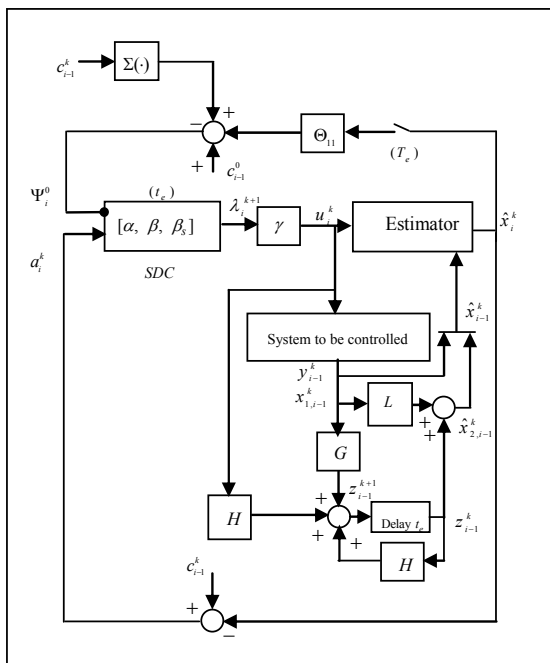 c_{i-1}^k
Σ(·)
+
−
+
Θ_{11}
(T_e)
c_{i-1}^0
Ψ_i^0
(t_e)
[α, β, β_s]
λ_i^{k+1}
γ
u_i^k
Estimator
x̂_i^k
a_i^k
SDC
x̂_{i-1}^k
System to be controlled
y_{i-1}^k
x_{1,i-1}^k
L
+
+
x̂_{2,i-1}^k
G
z_{i-1}^{k+1}
H
+
+
+
Delay t_e
z_{i-1}^k
H
c_{i-1}^k
+
−